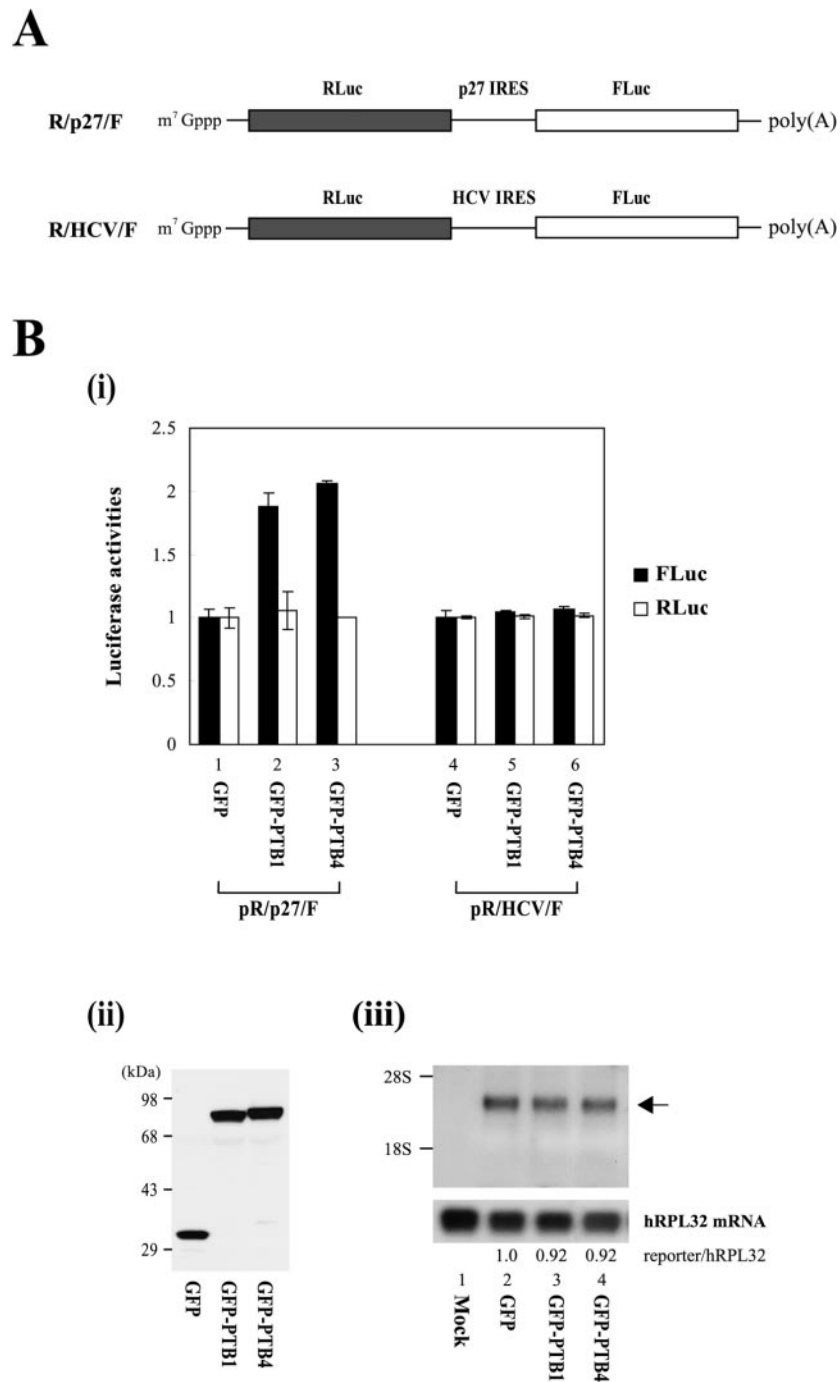 A
RLuc p27 IRES FLuc
R/p27/F m⁷ Gppp poly(A)
RLuc HCV IRES FLuc
R/HCV/F m⁷ Gppp poly(A)
B
(i)
Luciferase activities
2.5
2
1.5
1
0.5
0
FLuc
RLuc
1 2 3 4 5 6
GFP GFP-PTB1 GFP-PTB4 GFP GFP-PTB1 GFP-PTB4
pR/p27/F pR/HCV/F
(ii)
(kDa)
98
68
43
29
GFP GFP-PTB1 GFP-PTB4
(iii)
28S
18S
hRPL32 mRNA
1.0 0.92 0.92 reporter/hRPL32
1 2 3 4
Mock GFP GFP-PTB1 GFP-PTB4